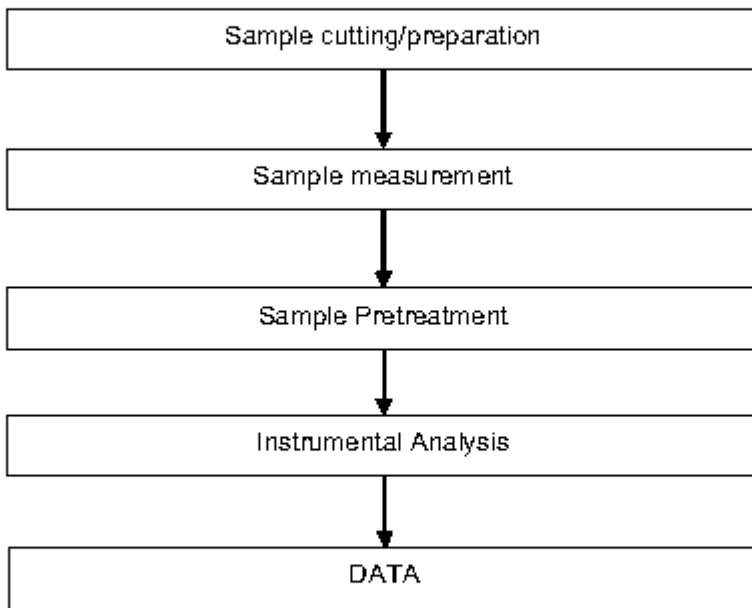 Sample cutting/preparation
Sample measurement
Sample Pretreatment
Instrumental Analysis
DATA